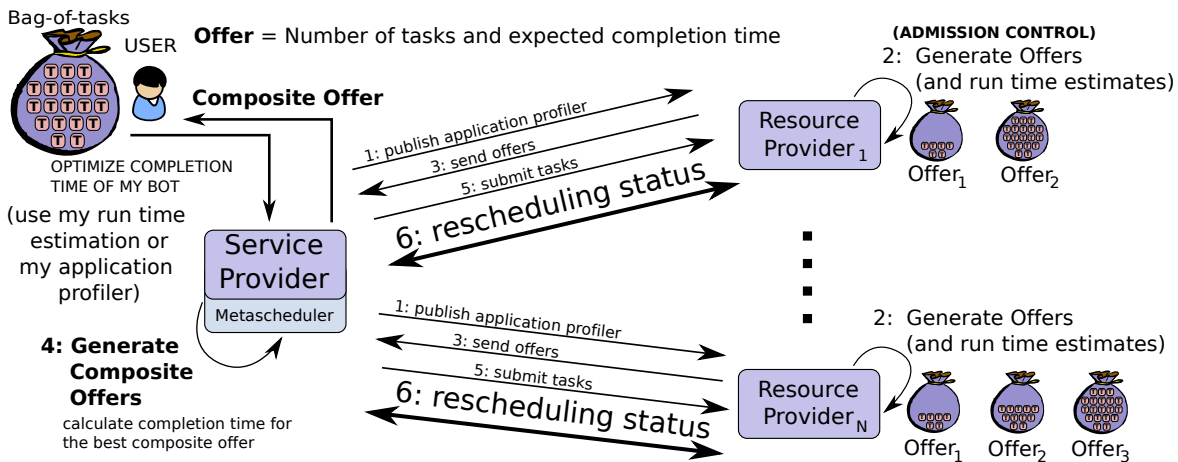 Bag-of-tasks
USER
Offer = Number of tasks and expected completion time
T T
T T T T
T T T T T
T T T T
T T
Composite Offer
OPTIMIZE COMPLETION
TIME OF MY BOT
(use my run time
estimation or
my application
profiler)
Service
Provider
Metascheduler
4: Generate
Composite
Offers
calculate completion time for
the best composite offer
1: publish application profiler
3: send offers
5: submit tasks
6: rescheduling status
Resource
Provider1
(ADMISSION CONTROL)
2: Generate Offers
(and run time estimates)
Offer1
Offer2
1: publish application profiler
3: send offers
5: submit tasks
6: rescheduling status
Resource
ProviderN
2: Generate Offers
(and run time estimates)
Offer1
Offer2
Offer3